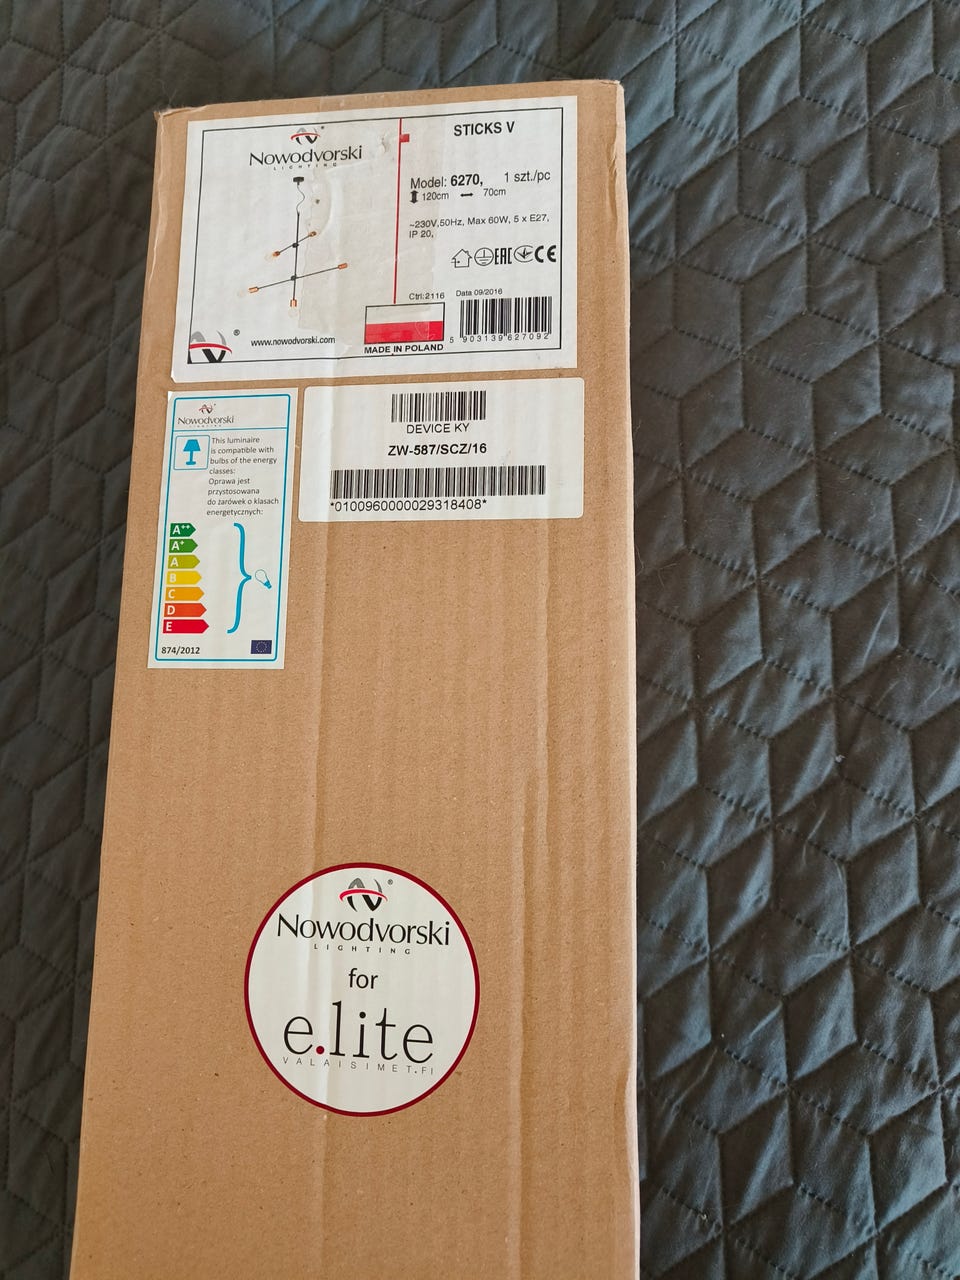 Nowodvorski®
LIGHTING
STICKS V
Model: 6270, 1 szt./pc
120cm 70cm
~230V,50Hz, Max 60W, 5 x E27,
IP 20,
EAC CE
Ctrl:2116 Data 09/2016
®
www.nowodvorski.com
MADE IN POLAND
5 903139 627092
Nowodvorski
LIGHTING
This luminaire
is compatible with
bulbs of the energy
classes:
Oprawa jest
przystosowana
do żarówek o klasach
energetycznych:
A++
A+
A
B
C
D
E
874/2012
DEVICE KY
ZW-587/SCZ/16
*0100960000029318408*
®
Nowodvorski
LIGHTING
for
e.lite
VALAISIMET.FI